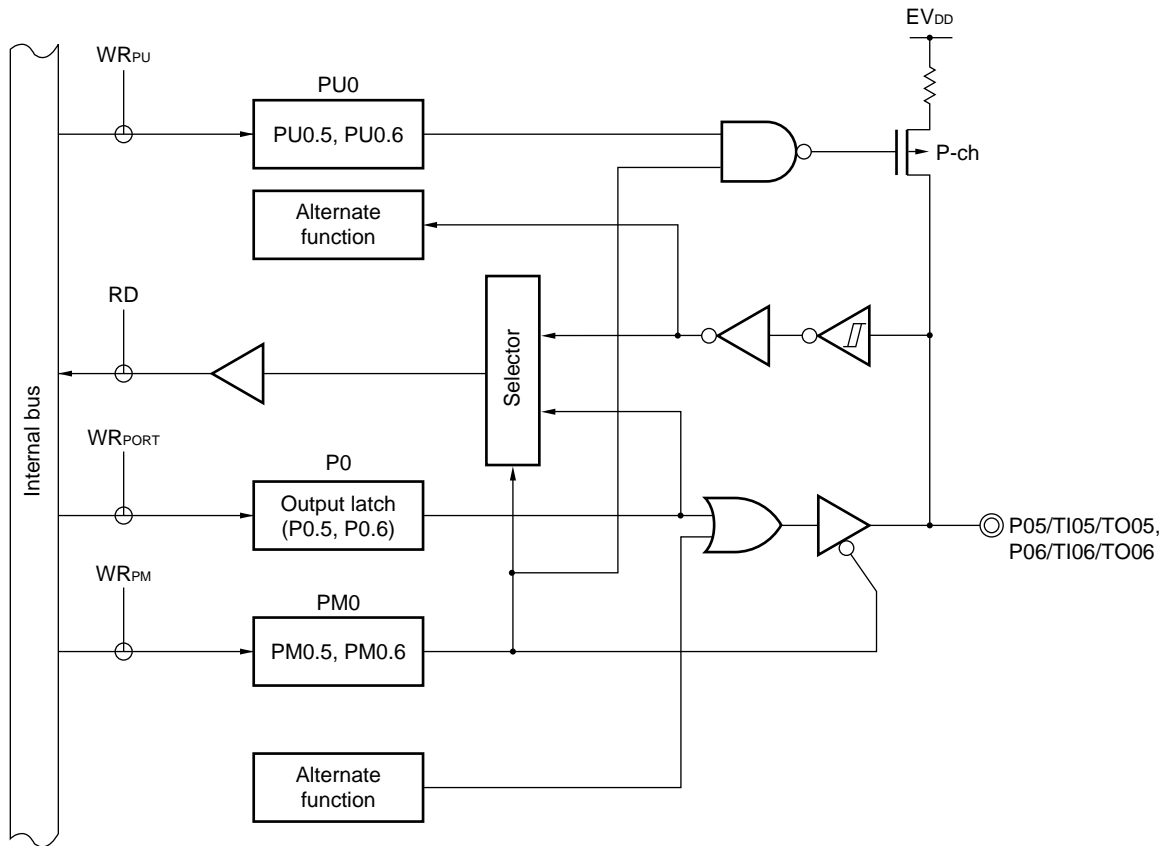 EVDD
WRPU
PU0
PU0.5, PU0.6
P-ch
Alternate
function
RD
Selector
Internal bus
WRPORT
P0
Output latch
(P0.5, P0.6)
P05/TI05/TO05,
P06/TI06/TO06
WRPM
PM0
PM0.5, PM0.6
Alternate
function